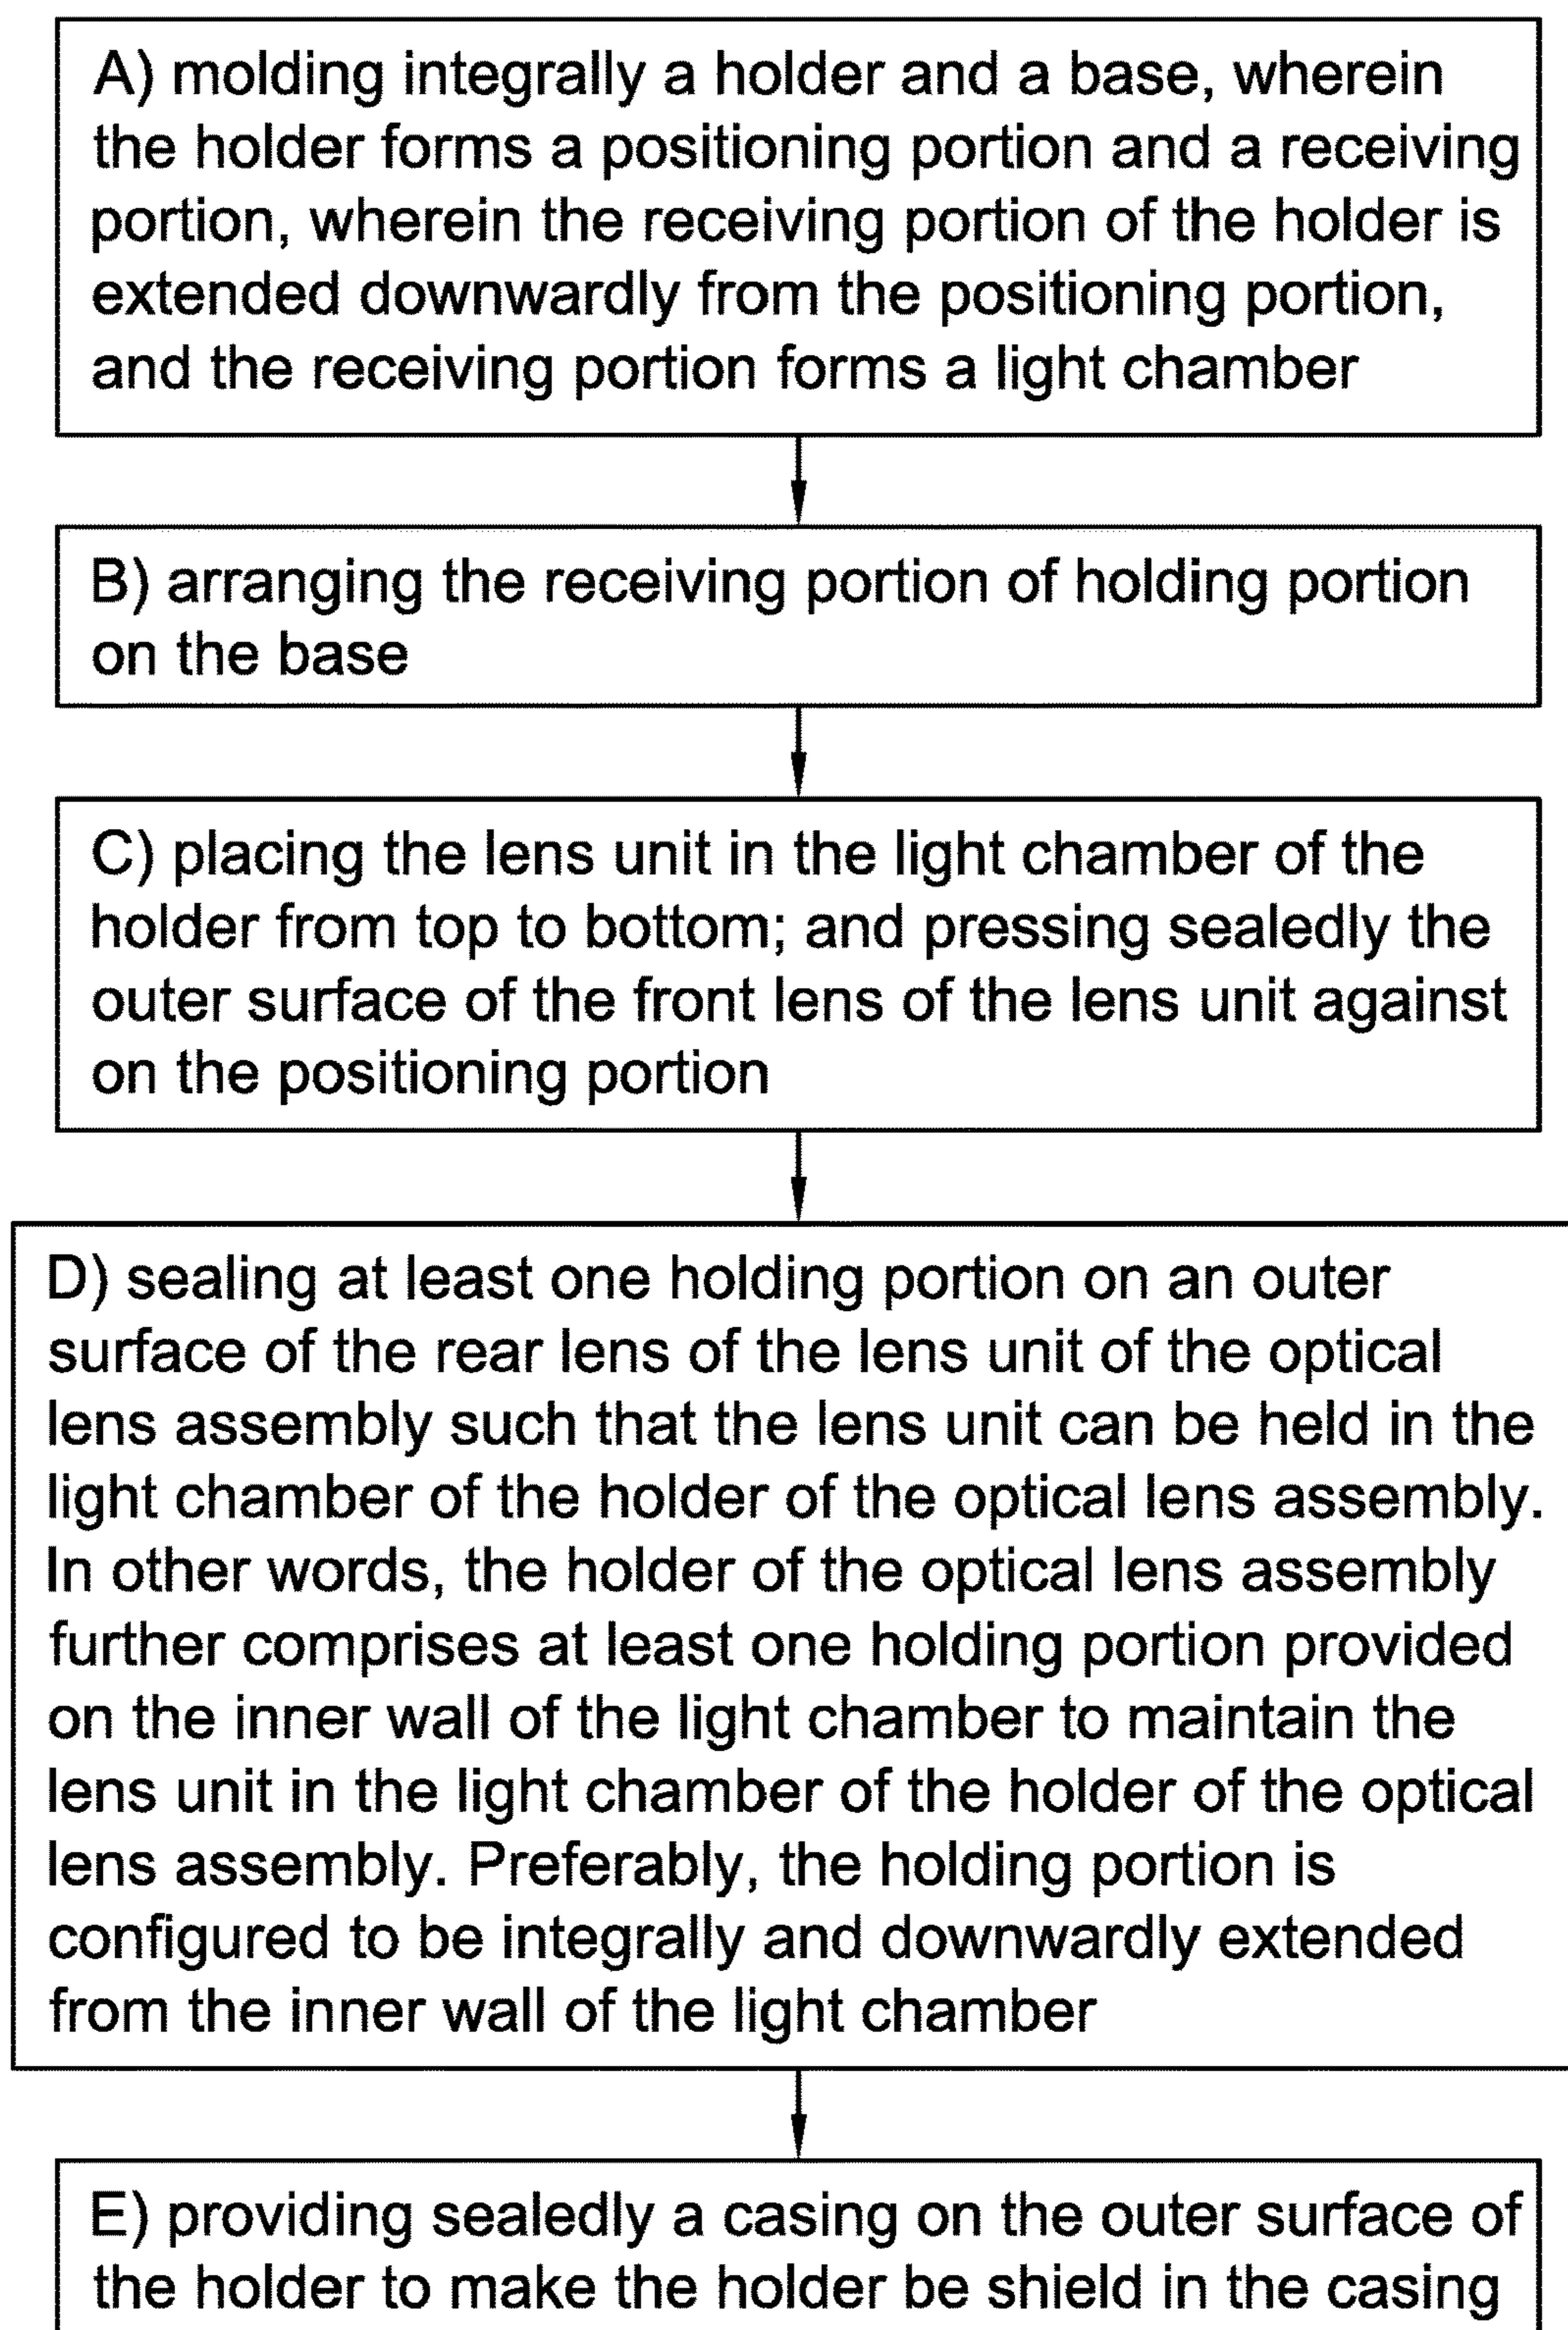 A) molding integrally a holder and a base, wherein
the holder forms a positioning portion and a receiving
portion, wherein the receiving portion of the holder is
extended downwardly from the positioning portion,
and the receiving portion forms a light chamber
B) arranging the receiving portion of holding portion
on the base
C) placing the lens unit in the light chamber of the
holder from top to bottom; and pressing sealedly the
outer surface of the front lens of the lens unit against
on the positioning portion
D) sealing at least one holding portion on an outer
surface of the rear lens of the lens unit of the optical
lens assembly such that the lens unit can be held in the
light chamber of the holder of the optical lens assembly.
In other words, the holder of the optical lens assembly
further comprises at least one holding portion provided
on the inner wall of the light chamber to maintain the
lens unit in the light chamber of the holder of the optical
lens assembly. Preferably, the holding portion is
configured to be integrally and downwardly extended
from the inner wall of the light chamber
E) providing sealedly a casing on the outer surface of
the holder to make the holder be shield in the casing